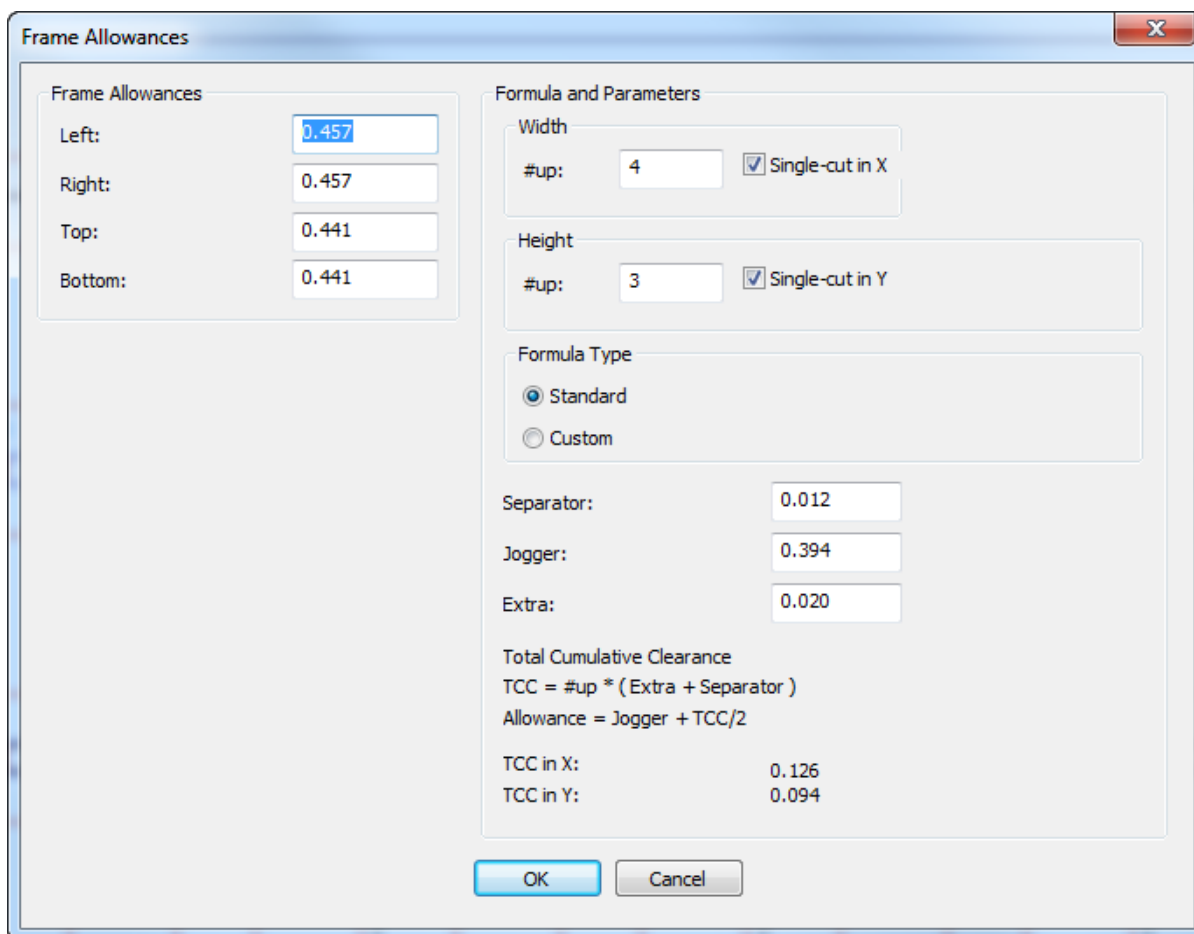 Frame Allowances
Frame Allowances
Left: 0.457
Right: 0.457
Top: 0.441
Bottom: 0.441
Formula and Parameters
Width
#up: 4 Single-cut in X
Height
#up: 3 Single-cut in Y
Formula Type
Standard
Custom
Separator: 0.012
Jogger: 0.394
Extra: 0.020
Total Cumulative Clearance
TCC = #up * ( Extra + Separator )
Allowance = Jogger + TCC/2
TCC in X: 0.126
TCC in Y: 0.094
OK Cancel